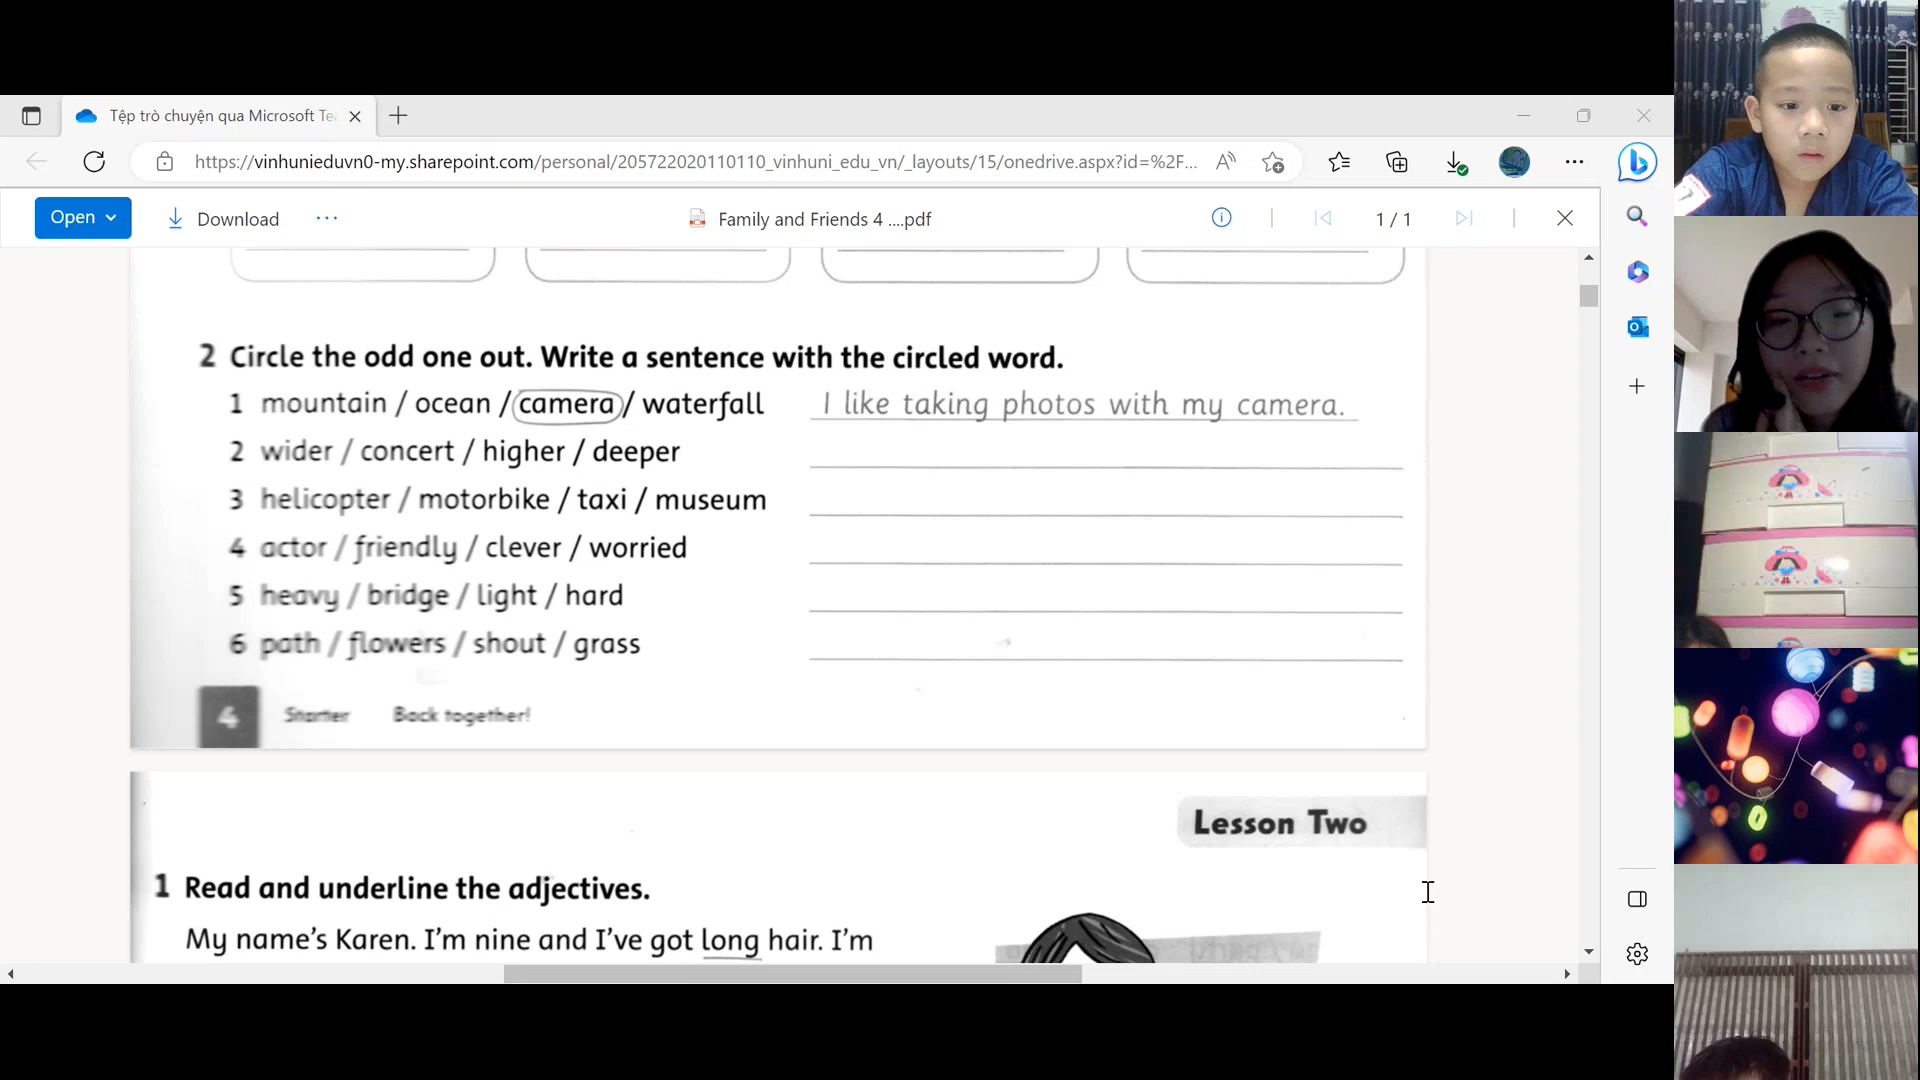 Tệp trò chuyện qua Microsoft Te
https://vinhunieduvn0-my.sharepoint.com/personal/205722020110110_vinhuni_edu_vn/_layouts/15/onedrive.aspx?id=%2F...
Open
Download
Family and Friends 4 ....pdf
1 / 1
2 Circle the odd one out. Write a sentence with the circled word.
1 mountain / ocean / camera / waterfall I like taking photos with my camera.
2 wider / concert / higher / deeper
3 helicopter / motorbike / taxi / museum
4 actor / friendly / clever / worried
5 heavy / bridge / light / hard
6 path / flowers / shout / grass
4 Starter Back together!
Lesson Two
1 Read and underline the adjectives.
My name's Karen. I'm nine and I've got long hair. I'm